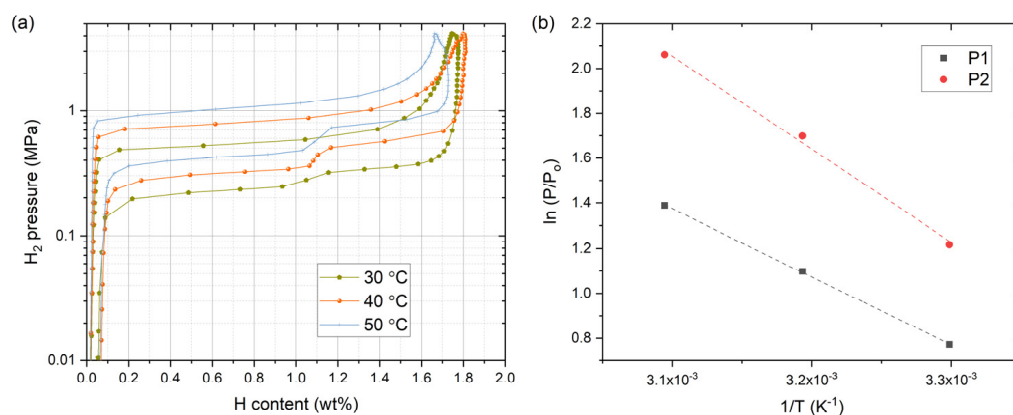 (a)
H₂ pressure (MPa)
1
0.1
0.01
30 °C
40 °C
50 °C
0.0 0.2 0.4 0.6 0.8 1.0 1.2 1.4 1.6 1.8 2.0
H content (wt%)
(b)
ln (P/Pₒ)
2.2
2.0
1.8
1.6
1.4
1.2
1.0
0.8
P1
P2
3.1x10⁻³ 3.2x10⁻³ 3.3x10⁻³
1/T (K⁻¹)